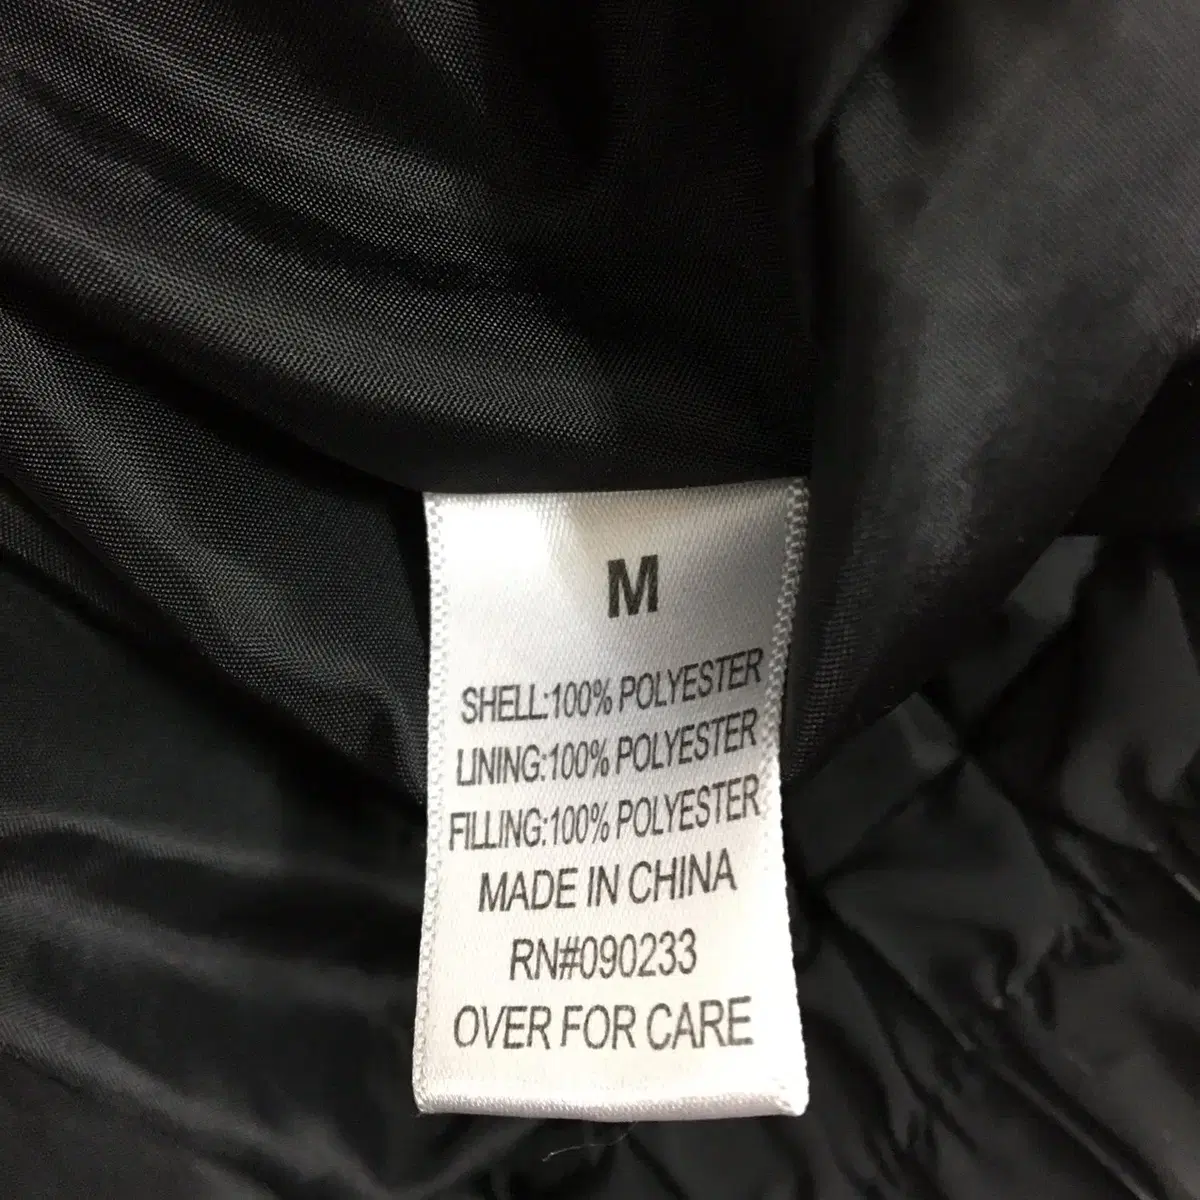 M
SHELL:100% POLYESTER
LINING:100% POLYESTER
FILLING:100% POLYESTER
MADE IN CHINA
RN#090233
OVER FOR CARE